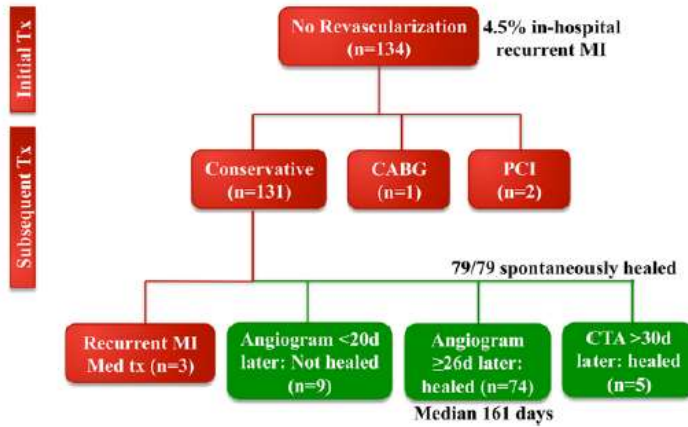 Initial Tx
No Revascularization
(n=134)
4.5% in-hospital
recurrent MI
Subsequent Tx
Conservative
(n=131)
CABG
(n=1)
PCI
(n=2)
79/79 spontaneously healed
Recurrent MI
Med tx (n=3)
Angiogram <20d
later: Not healed
(n=9)
Angiogram
≥26d later:
healed (n=74)
CTA >30d
later: healed
(n=5)
Median 161 days